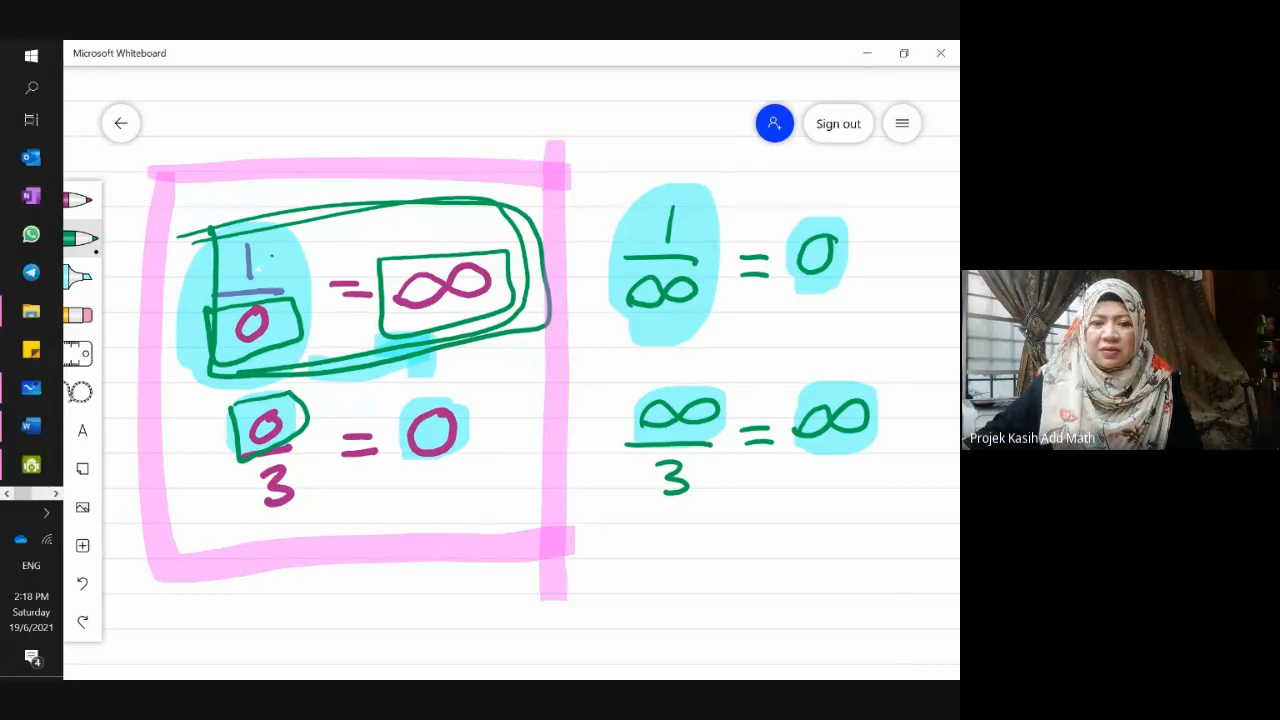 Microsoft Whiteboard
Sign out
1/0 = ∞
0/3 = 0
1/∞ = 0
∞/3 = ∞
A
ENG
2:18 PM
Saturday
19/6/2021
4
Projek Kasih Add Math